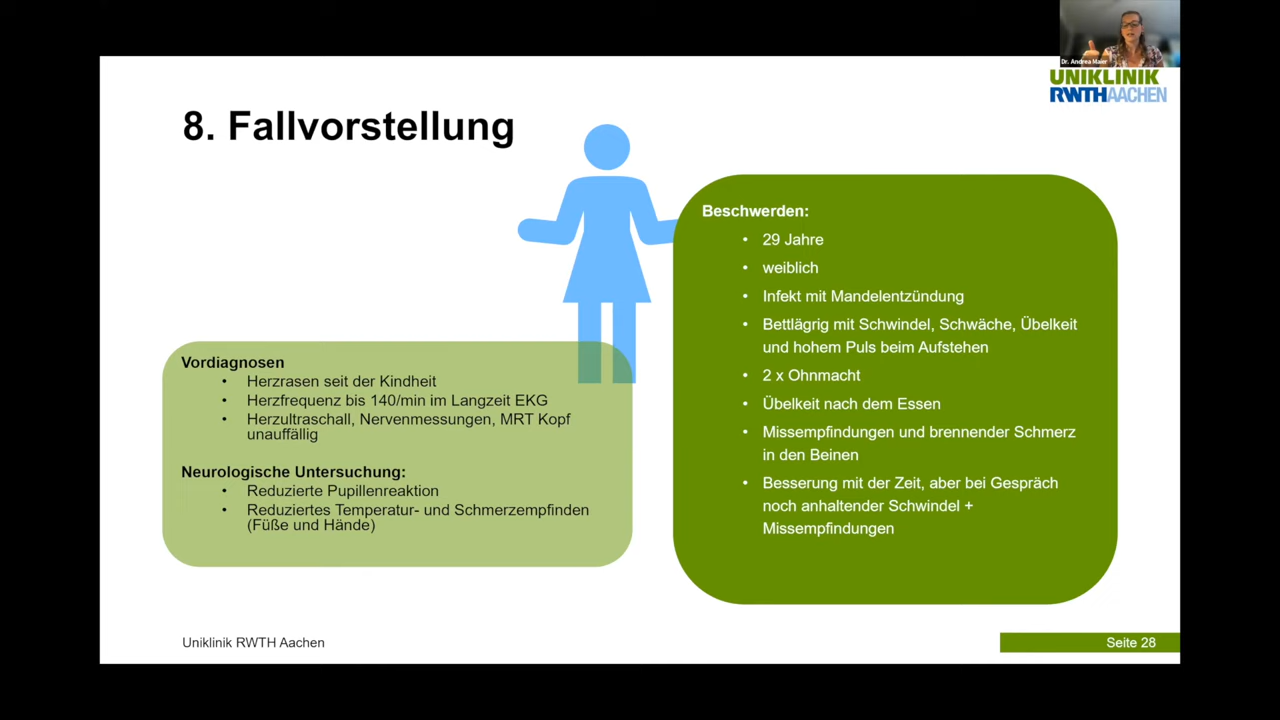 Dr. Andrea Maier
UNIKLINIK
RWTHAACHEN
8. Fallvorstellung
Beschwerden:
• 29 Jahre
• weiblich
• Infekt mit Mandelentzündung
• Bettlägrig mit Schwindel, Schwäche, Übelkeit
und hohem Puls beim Aufstehen
• 2 x Ohnmacht
• Übelkeit nach dem Essen
• Missempfindungen und brennender Schmerz
in den Beinen
• Besserung mit der Zeit, aber bei Gespräch
noch anhaltender Schwindel +
Missempfindungen
Vordiagnosen
• Herzrasen seit der Kindheit
• Herzfrequenz bis 140/min im Langzeit EKG
• Herzultraschall, Nervenmessungen, MRT Kopf
unauffällig
Neurologische Untersuchung:
• Reduzierte Pupillenreaktion
• Reduziertes Temperatur- und Schmerzempfinden
(Füße und Hände)
Uniklinik RWTH Aachen
Seite 28